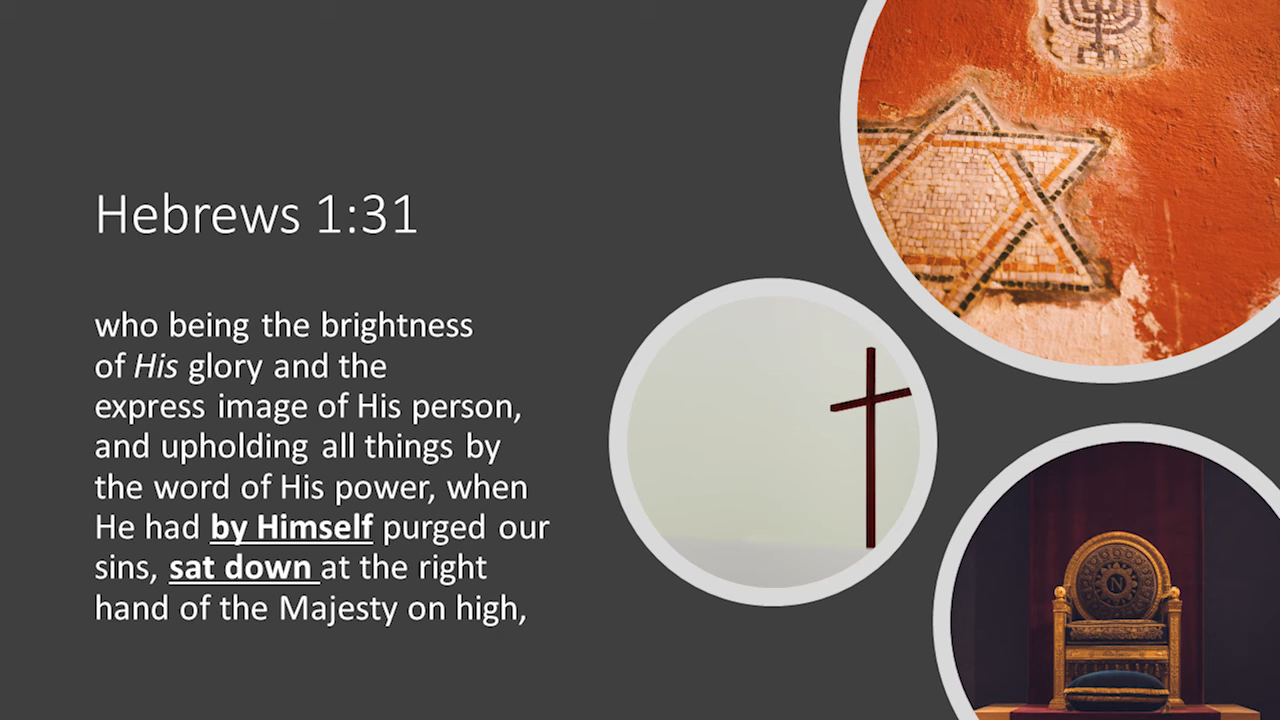 Hebrews 1:31
who being the brightness
of His glory and the
express image of His person,
and upholding all things by
the word of His power, when
He had by Himself purged our
sins, sat down at the right
hand of the Majesty on high,
N